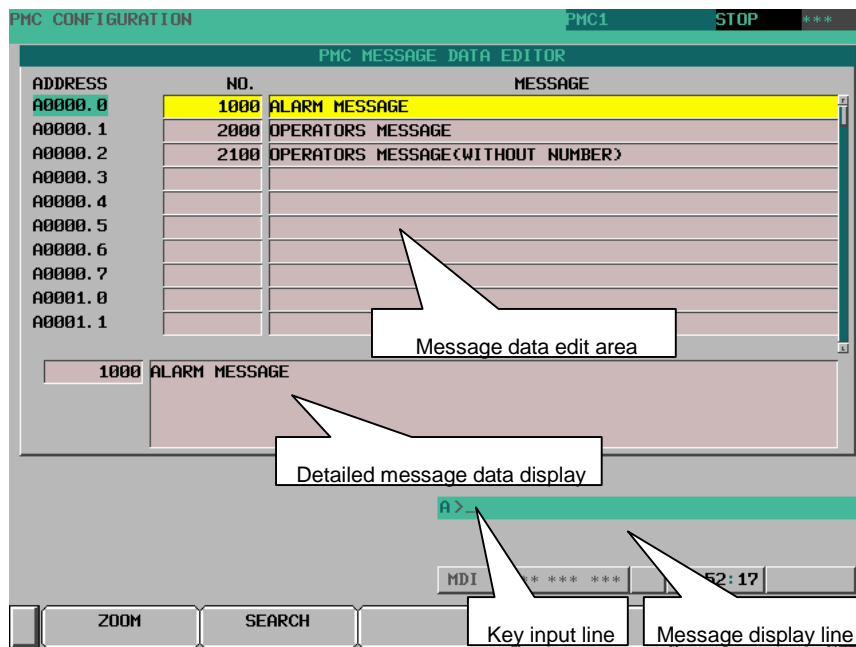 PMC CONFIGURATION PMC1 STOP ***
PMC MESSAGE DATA EDITOR
ADDRESS NO. MESSAGE
A0000.0 1000 ALARM MESSAGE
A0000.1 2000 OPERATORS MESSAGE
A0000.2 2100 OPERATORS MESSAGE(WITHOUT NUMBER)
A0000.3
A0000.4
A0000.5
A0000.6
A0000.7
A0001.0
A0001.1
Message data edit area
1000 ALARM MESSAGE
Detailed message data display
A>_
MDI ** *** *** 52:17
Key input line
Message display line
ZOOM SEARCH